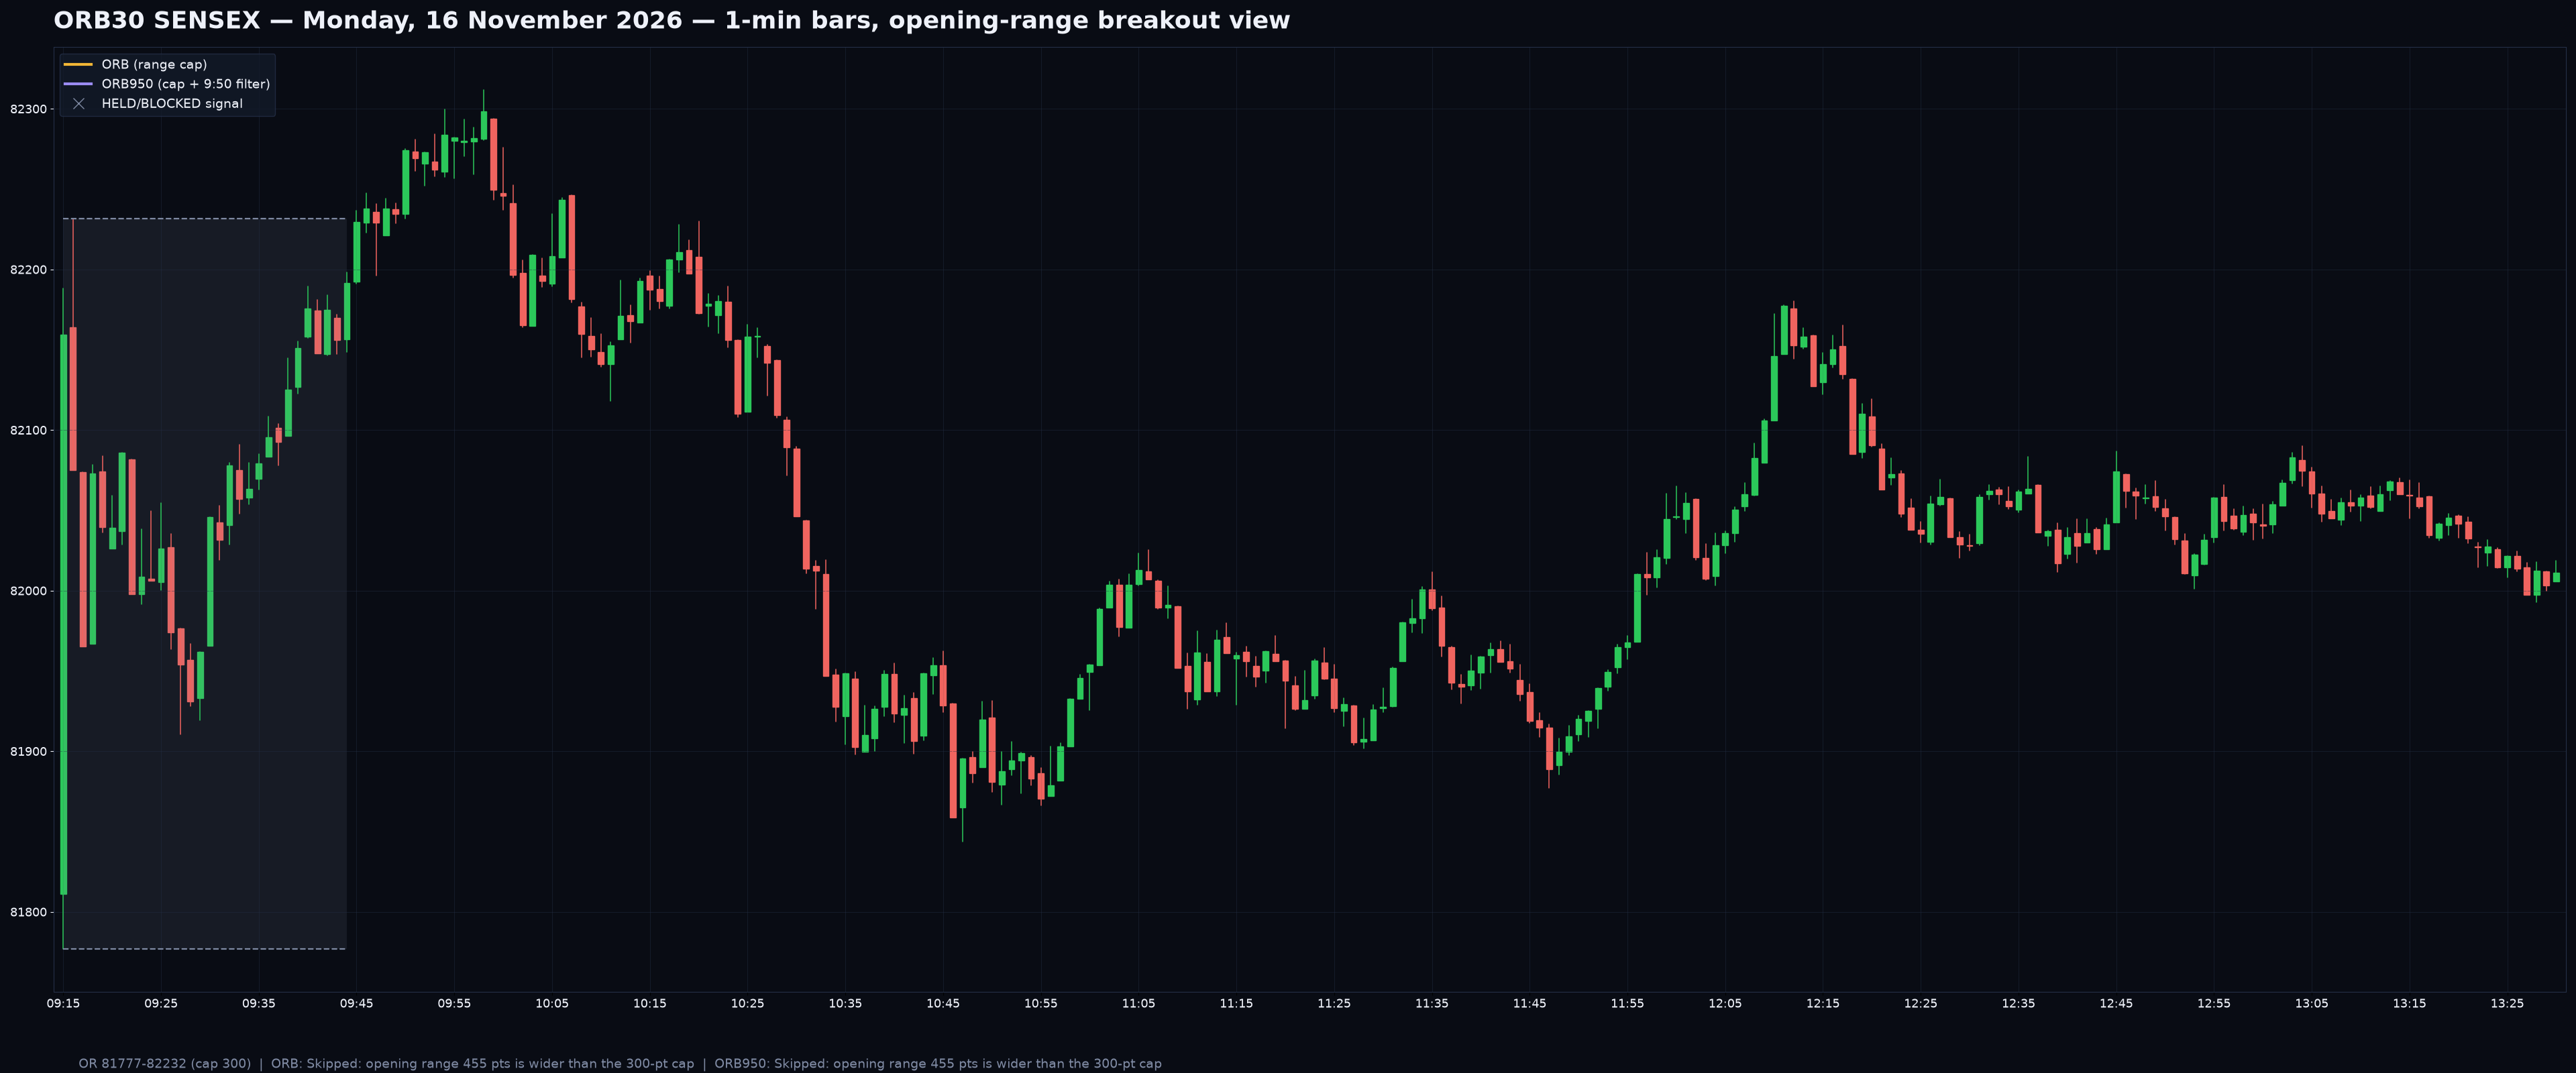 ORB30 SENSEX — Monday, 16 November 2026 — 1-min bars, opening-range breakout view
ORB (range cap)
ORB950 (cap + 9:50 filter)
HELD/BLOCKED signal
82300
82200
82100
82000
81900
81800
09:15 09:25 09:35 09:45 09:55 10:05 10:15 10:25 10:35 10:45 10:55 11:05 11:15 11:25 11:35 11:45 11:55 12:05 12:15 12:25 12:35 12:45 12:55 13:05 13:15 13:25
OR 81777-82232 (cap 300) | ORB: Skipped: opening range 455 pts is wider than the 300-pt cap | ORB950: Skipped: opening range 455 pts is wider than the 300-pt cap